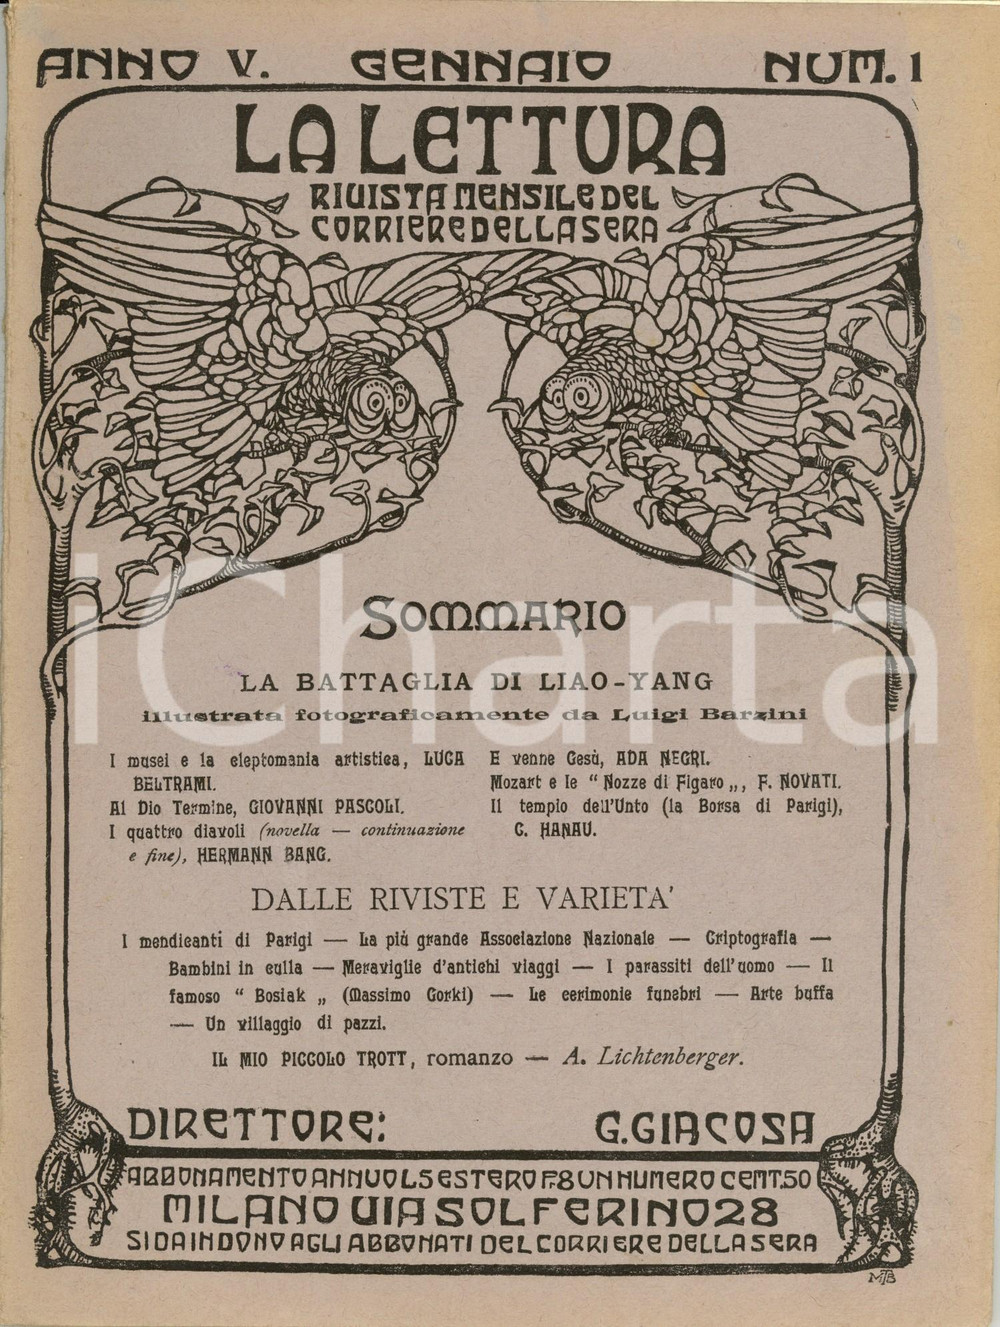 ANNO V. GENNAIO NUM. 1
LA LETTURA
RIVISTA MENSILE DEL
CORRIERE DELLA SERA
iCharta
SOMMARIO
LA BATTAGLIA DI LIAO-YANG
illustrata fotograficamente da Luigi Barzini
I musei e la cleptomania artistica, LUCA
BELTRAMI.
Al Dio Termine, GIOVANNI PASCOLI.
I quattro diavoli (novella — continuazione
e fine), HERMANN BANG.
E venne Gesù, ADA NEGRI.
Mozart e le “ Nozze di Figaro „, F. NOVATI.
Il tempio dell'Unto (la Borsa di Parigi),
C. HANAU.
DALLE RIVISTE E VARIETA'
I mendicanti di Parigi — La più grande Associazione Nazionale — Criptografia —
Bambini in culla — Meraviglie d'antichi viaggi — I parassiti dell'uomo — Il
famoso “ Bosiak „ (Massimo Gorki) — Le cerimonie funebri — Arte buffa
— Un villaggio di pazzi.
IL MIO PICCOLO TROTT, romanzo — A. Lichtenberger.
DIRETTORE: G. GIACOSA
ABBONAMENTO ANNUO L5 ESTERO F.8 UN NUMERO CEMT.50
MILANO VIA SOLFERINO 28
SI DA IN DONO AGLI ABBONATI DEL CORRIERE DELLA SERA
MTB